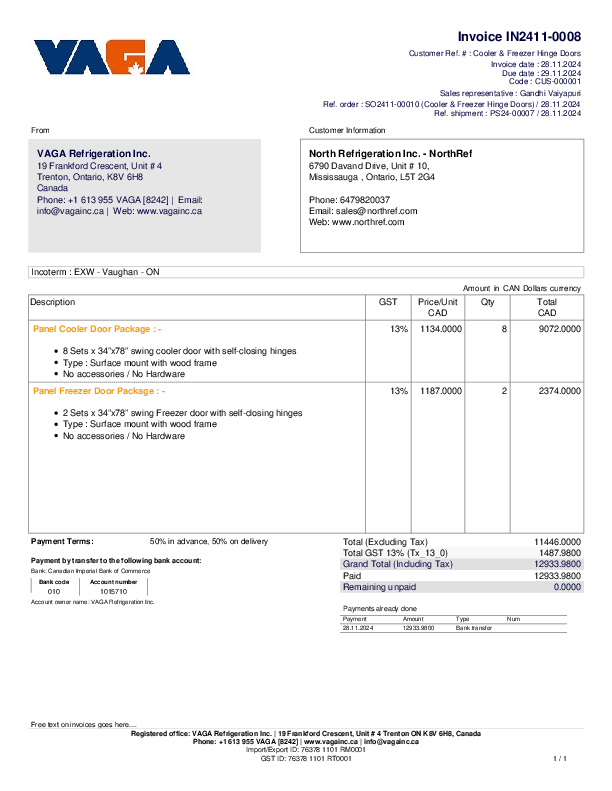 VAGA
Invoice IN2411-0008
Customer Ref. # : Cooler & Freezer Hinge Doors
Invoice date : 28.11.2024
Due date : 29.11.2024
Code : CUS-000001
Sales representative : Gandhi Vaiyapuri
Ref. order : SO2411-00010 (Cooler & Freezer Hinge Doors) / 28.11.2024
Ref. shipment : PS24-00007 / 28.11.2024
From
VAGA Refrigeration Inc.
19 Frankford Crescent, Unit # 4
Trenton, Ontario, K8V 6H8
Canada
Phone: +1 613 955 VAGA [8242] | Email:
info@vagainc.ca | Web: www.vagainc.ca
Customer Information
North Refrigeration Inc. - NorthRef
6790 Davand Drive, Unit # 10,
Mississauga , Ontario, L5T 2G4
Phone: 6479820037
Email: sales@northref.com
Web: www.northref.com
Incoterm : EXW - Vaughan - ON
Amount in CAN Dollars currency
Description GST Price/Unit CAD Qty Total CAD
Panel Cooler Door Package : - 13% 1134.0000 8 9072.0000
• 8 Sets x 34"x78" swing cooler door with self-closing hinges
• Type : Surface mount with wood frame
• No accessories / No Hardware
Panel Freezer Door Package : - 13% 1187.0000 2 2374.0000
• 2 Sets x 34"x78" swing Freezer door with self-closing hinges
• Type : Surface mount with wood frame
• No accessories / No Hardware
Payment Terms: 50% in advance, 50% on delivery
Payment by transfer to the following bank account:
Bank: Canadian Imperial Bank of Commerce
Bank code Account number
010 1015710
Account owner name: VAGA Refrigeration Inc.
Total (Excluding Tax) 11446.0000
Total GST 13% (Tx_13_0) 1487.9800
Grand Total (Including Tax) 12933.9800
Paid 12933.9800
Remaining unpaid 0.0000
Payments already done
Payment Amount Type Num
28.11.2024 12933.9800 Bank transfer
Free text on invoices goes here....
Registered office: VAGA Refrigeration Inc. | 19 Frankford Crescent, Unit # 4 Trenton ON K8V 6H8, Canada
Phone: +1 613 955 VAGA [8242] | www.vagainc.ca | info@vagainc.ca
Import/Export ID: 76378 1101 RM0001
GST ID: 76378 1101 RT0001
1 / 1